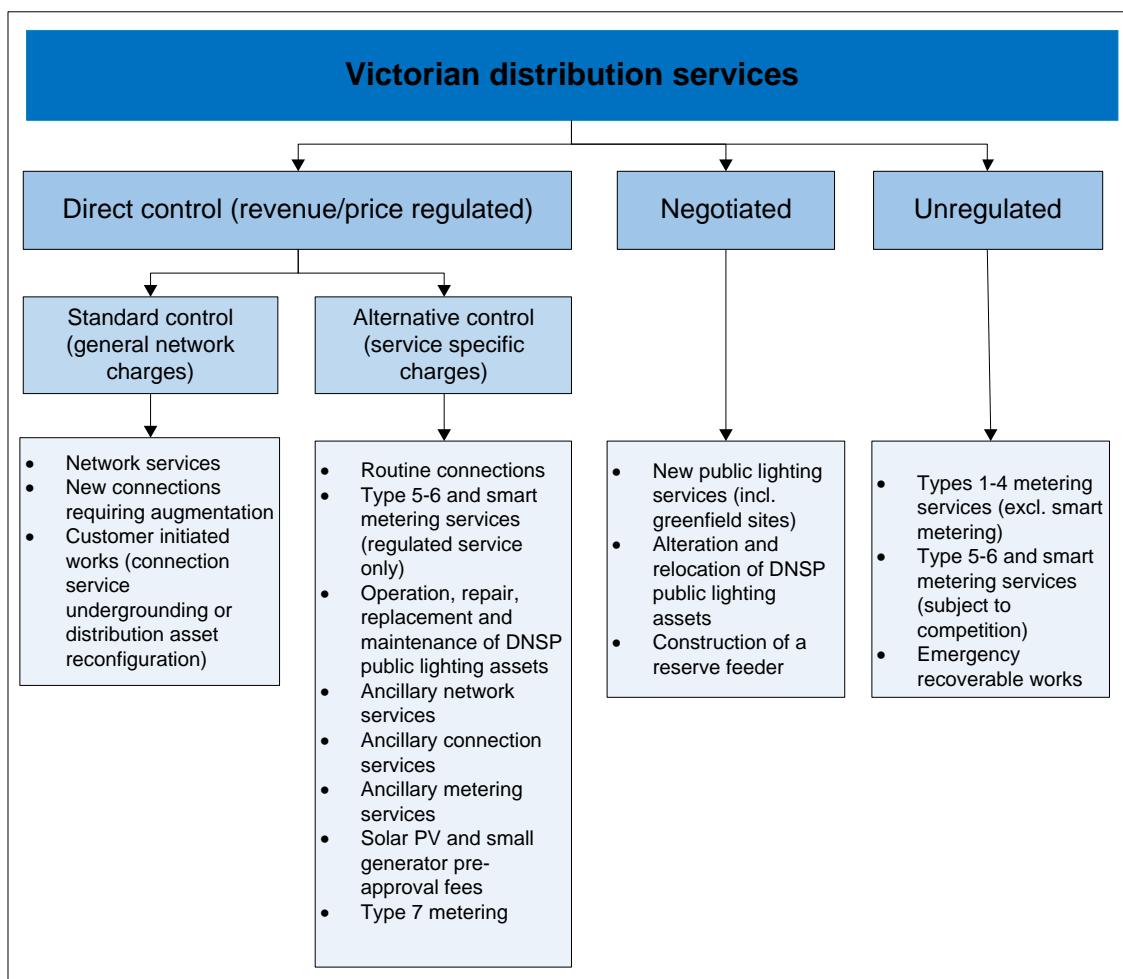 Victorian distribution services
Direct control (revenue/price regulated)
Negotiated
Unregulated
Standard control
(general network
charges)
Alternative control
(service specific
charges)
• Network services
• New connections
requiring augmentation
• Customer initiated
works (connection
service
undergrounding or
distribution asset
reconfiguration)
• Routine connections
• Type 5-6 and smart
metering services
(regulated service
only)
• Operation, repair,
replacement and
maintenance of DNSP
public lighting assets
• Ancillary network
services
• Ancillary connection
services
• Ancillary metering
services
• Solar PV and small
generator pre-
approval fees
• Type 7 metering
• New public lighting
services (incl.
greenfield sites)
• Alteration and
relocation of DNSP
public lighting
assets
• Construction of a
reserve feeder
• Types 1-4 metering
services (excl. smart
metering)
• Type 5-6 and smart
metering services
(subject to
competition)
• Emergency
recoverable works